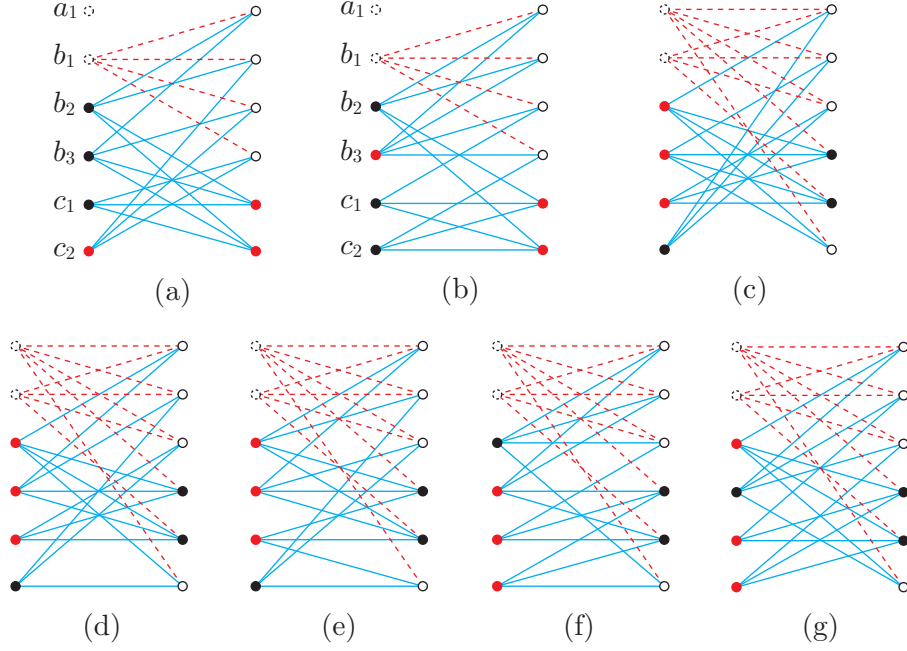 a₁ a₁
b₁ b₁
b₂ b₂
b₃ b₃
c₁ c₁
c₂ c₂
(a) (b) (c)
(d) (e) (f) (g)